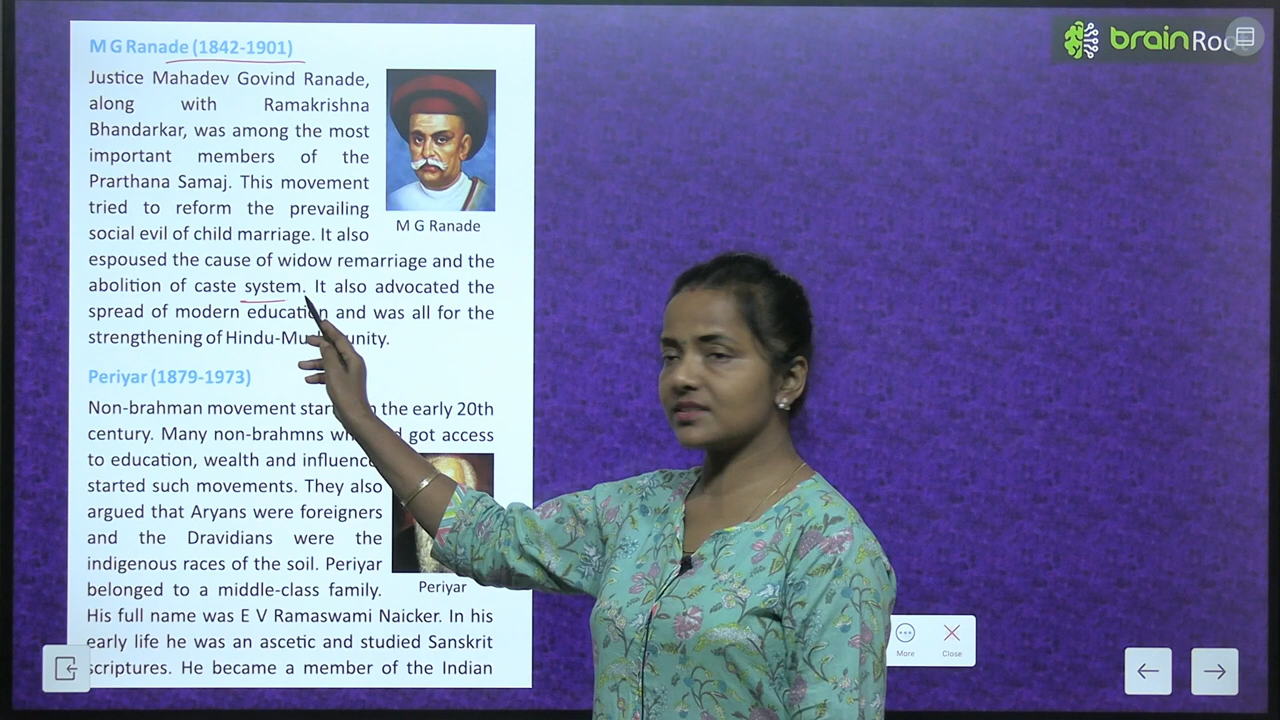 M G Ranade (1842-1901)
Justice Mahadev Govind Ranade,
along with Ramakrishna
Bhandarkar, was among the most
important members of the
Prarthana Samaj. This movement
tried to reform the prevailing
social evil of child marriage. It also
M G Ranade
espoused the cause of widow remarriage and the
abolition of caste system. It also advocated the
spread of modern education and was all for the
strengthening of Hindu-Mu unity.
Periyar (1879-1973)
Non-brahman movement star the early 20th
century. Many non-brahmns got access
to education, wealth and influence
started such movements. They also
argued that Aryans were foreigners
and the Dravidians were the
indigenous races of the soil. Periyar
belonged to a middle-class family.
Periyar
His full name was E V Ramaswami Naicker. In his
early life he was an ascetic and studied Sanskrit
scriptures. He became a member of the Indian
brainRoot
More
Close